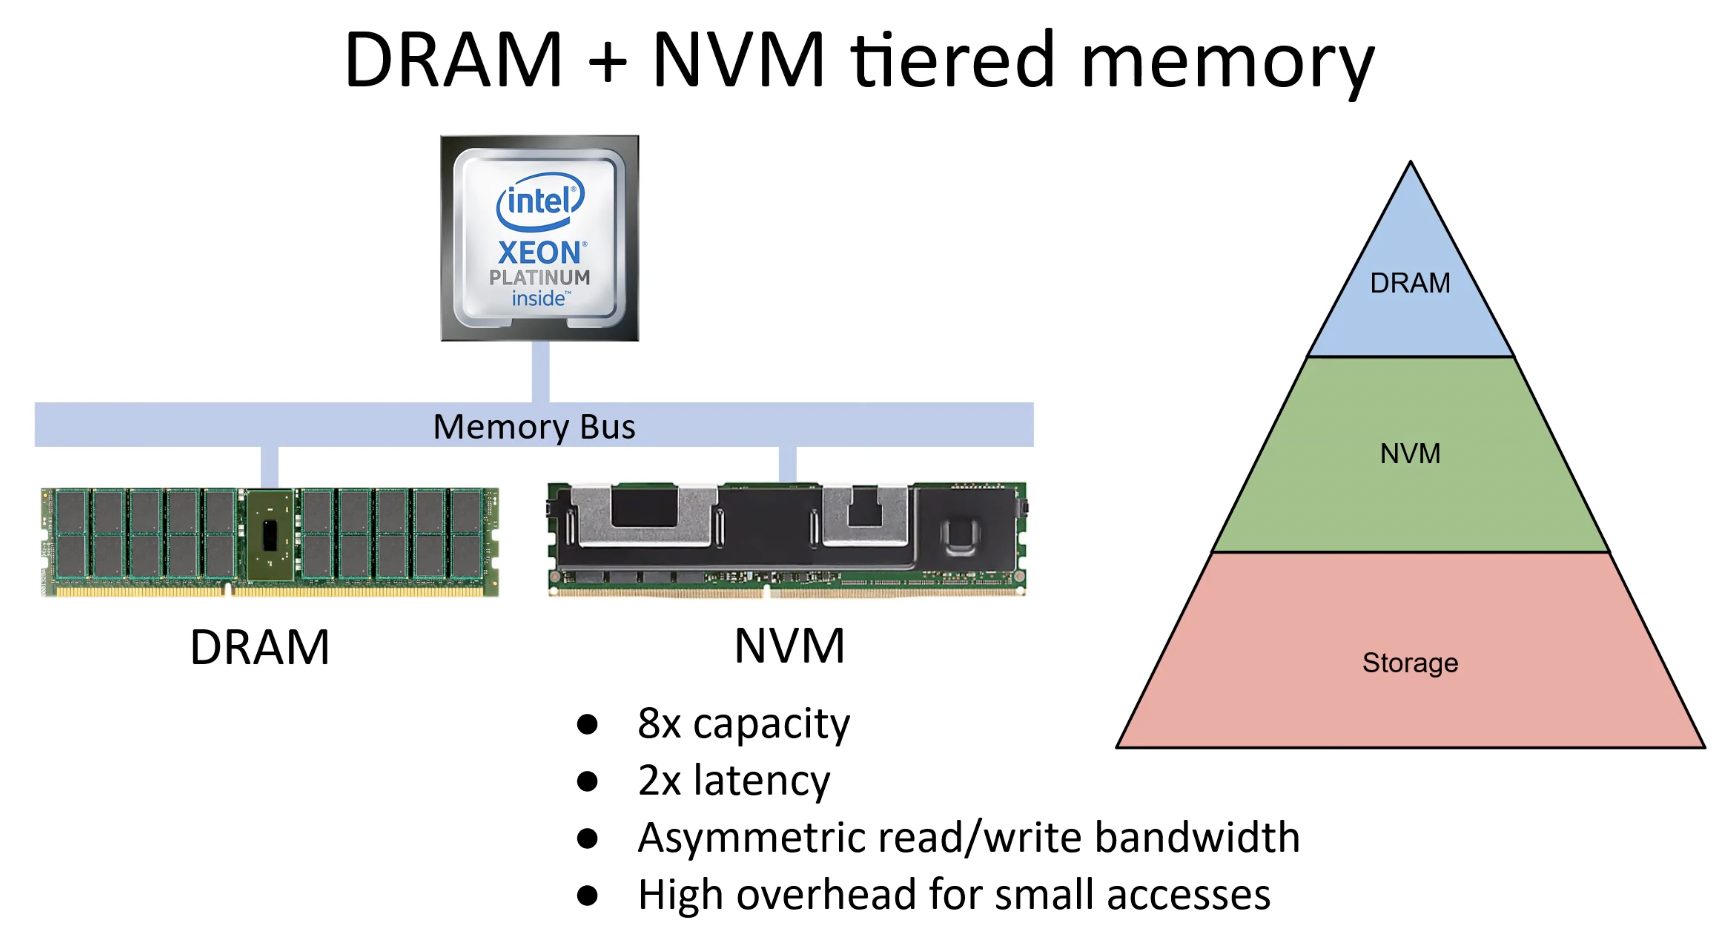 DRAM + NVM tiered memory
intel®
XEON®
PLATINUM
inside™
Memory Bus
DRAM
NVM
● 8x capacity
● 2x latency
● Asymmetric read/write bandwidth
● High overhead for small accesses
DRAM
NVM
Storage